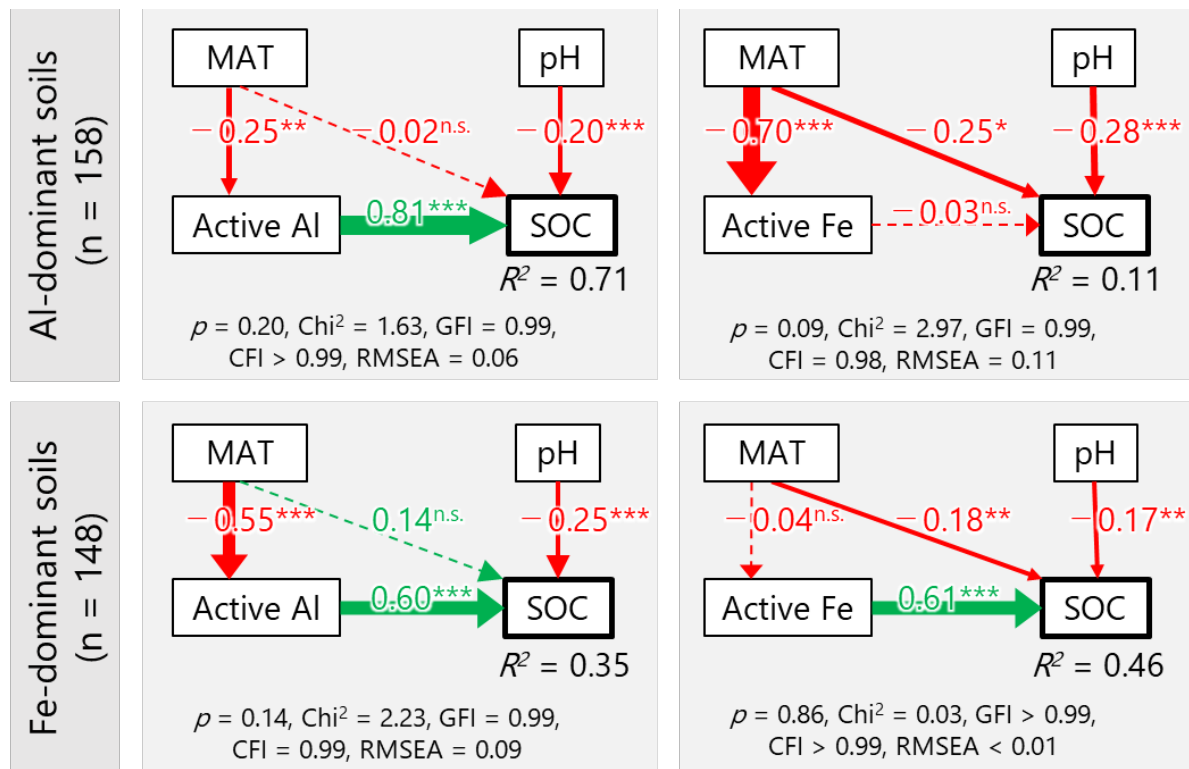 Al-dominant soils
(n = 158)
MAT
pH
−0.25**
−0.02n.s.
−0.20***
Active Al
0.81***
SOC
R² = 0.71
p = 0.20, Chi² = 1.63, GFI = 0.99,
CFI > 0.99, RMSEA = 0.06
MAT
pH
−0.70***
−0.25*
−0.28***
Active Fe
−0.03n.s.
SOC
R² = 0.11
p = 0.09, Chi² = 2.97, GFI = 0.99,
CFI = 0.98, RMSEA = 0.11
Fe-dominant soils
(n = 148)
MAT
pH
−0.55***
0.14n.s.
−0.25***
Active Al
0.60***
SOC
R² = 0.35
p = 0.14, Chi² = 2.23, GFI = 0.99,
CFI = 0.99, RMSEA = 0.09
MAT
pH
−0.04n.s.
−0.18**
−0.17**
Active Fe
0.61***
SOC
R² = 0.46
p = 0.86, Chi² = 0.03, GFI > 0.99,
CFI > 0.99, RMSEA < 0.01